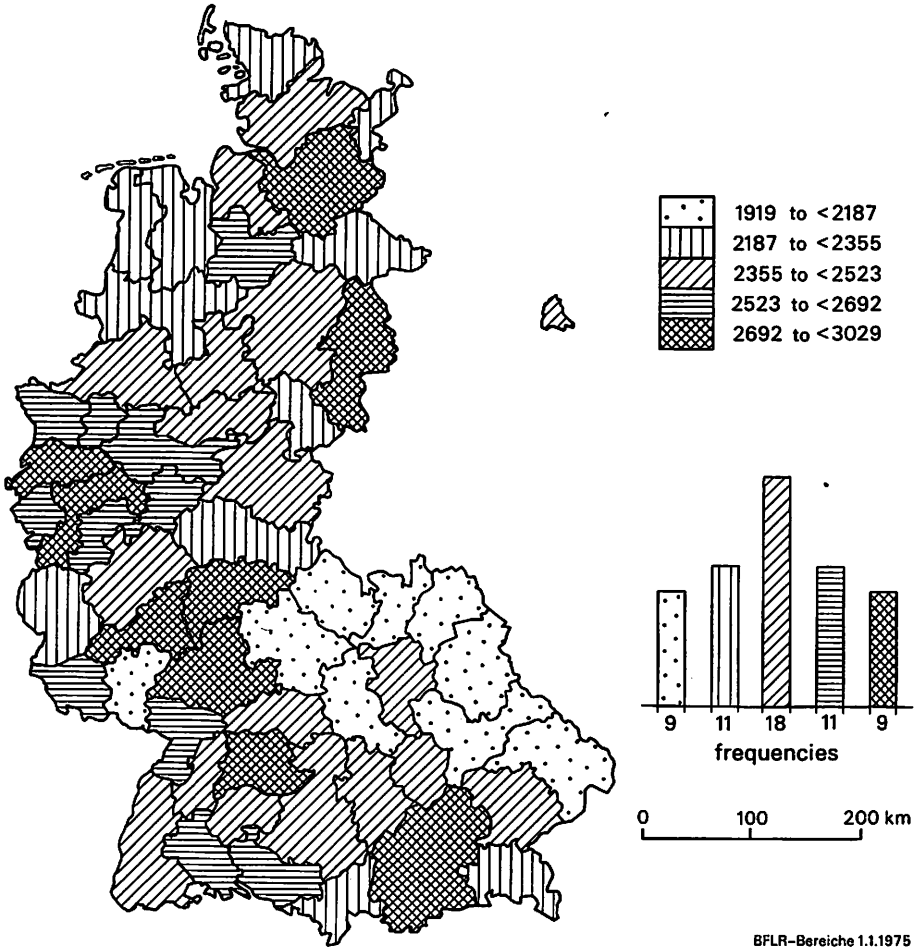 1919 to <2187
2187 to <2355
2355 to <2523
2523 to <2692
2692 to <3029
9 11 18 11 9
frequencies
0 100 200 km
BFLR-Bereiche 1.1.1975